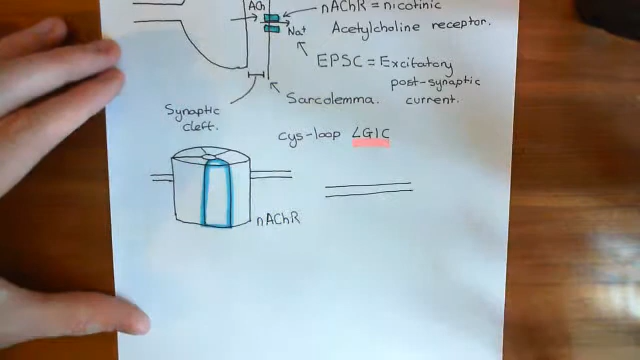 ACh
nAChR = nicotinic
Acetylcholine receptor.
Na+
EPSC = Excitatory
post-synaptic
current.
Sarcolemma.
Synaptic
cleft.
cys-loop LGIC
nAChR